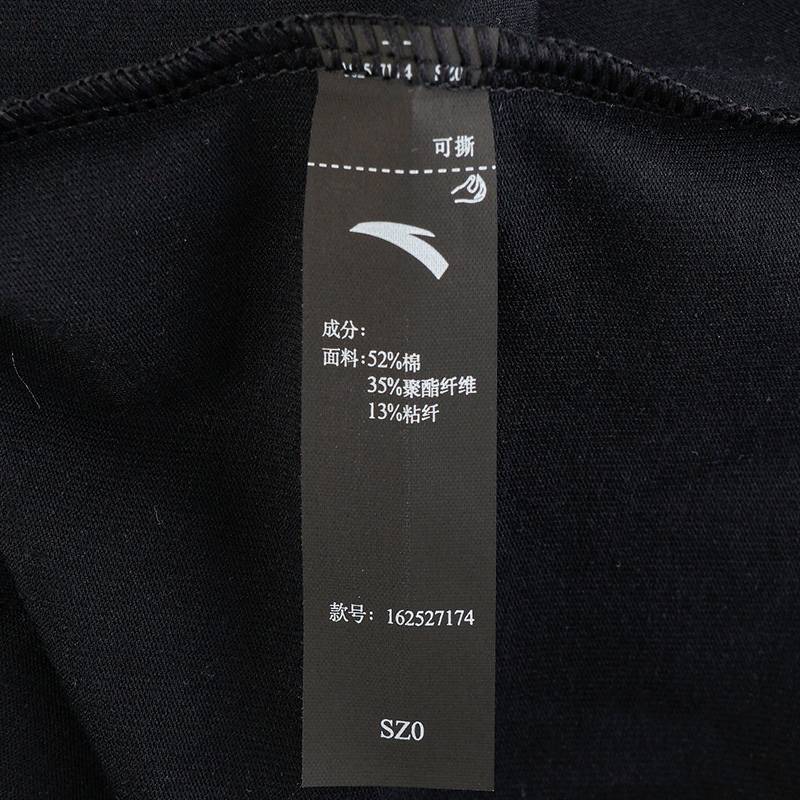 可撕
成分：
面料:52%棉
35%聚酯纤维
13%粘纤
款号：162527174
SZ0